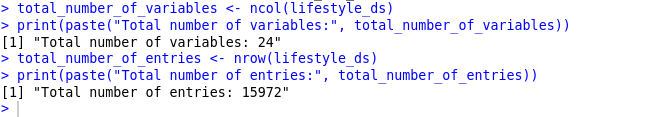 > total_number_of_variables <- ncol(lifestyle_ds)
> print(paste("Total number of variables:", total_number_of_variables))
[1] "Total number of variables: 24"
> total_number_of_entries <- nrow(lifestyle_ds)
> print(paste("Total number of entries:", total_number_of_entries))
[1] "Total number of entries: 15972"
>